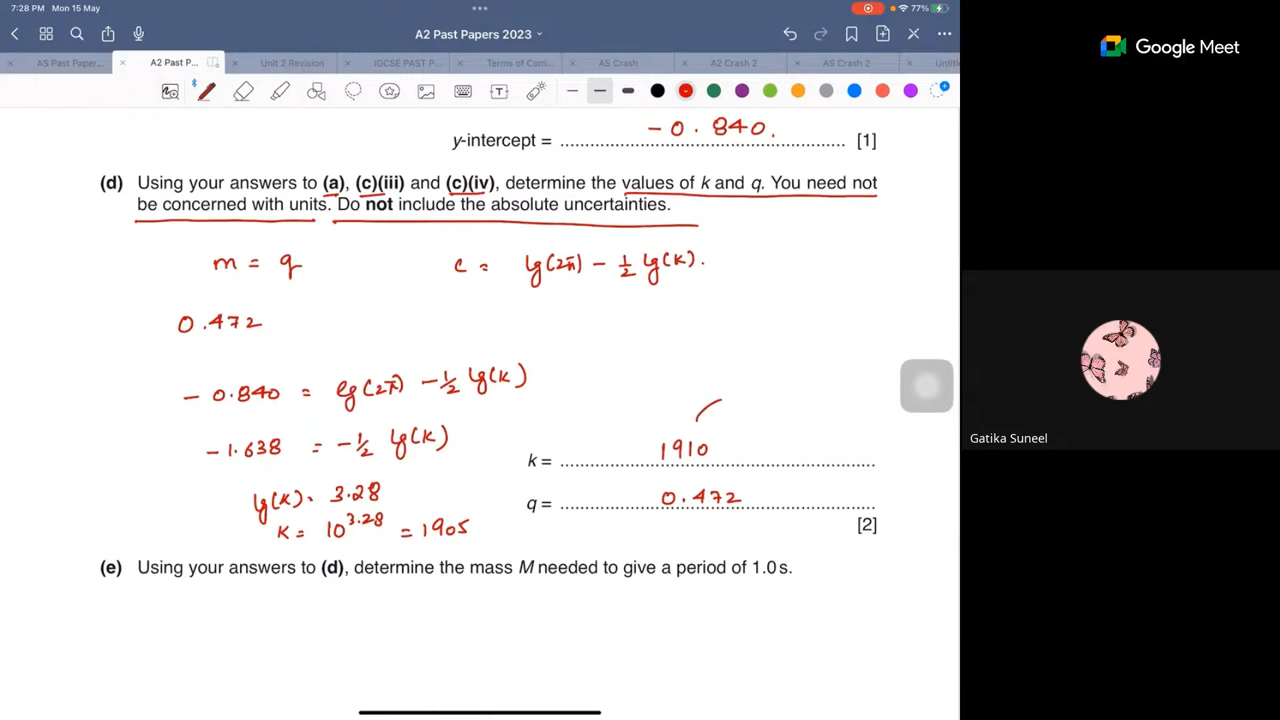 7:28 PM Mon 15 May
77%
A2 Past Papers 2023
AS Past Paper...
A2 Past P...
Unit 2 Revision
IGCSE PAST P...
Terms of Com...
AS Crash
A2 Crash 2
AS Crash 2
Untitl
Google Meet
y-intercept = - 0.840. [1]
(d) Using your answers to (a), (c)(iii) and (c)(iv), determine the values of k and q. You need not
be concerned with units. Do not include the absolute uncertainties.
m = q
c = lg(2π) - 1/2 lg(k).
0.472
- 0.840 = lg(2π) - 1/2 lg(k)
- 1.638 = - 1/2 lg(k)
lg(k) = 3.28
k = 10^3.28 = 1905
k = 1910
q = 0.472
[2]
(e) Using your answers to (d), determine the mass M needed to give a period of 1.0 s.
Gatika Suneel